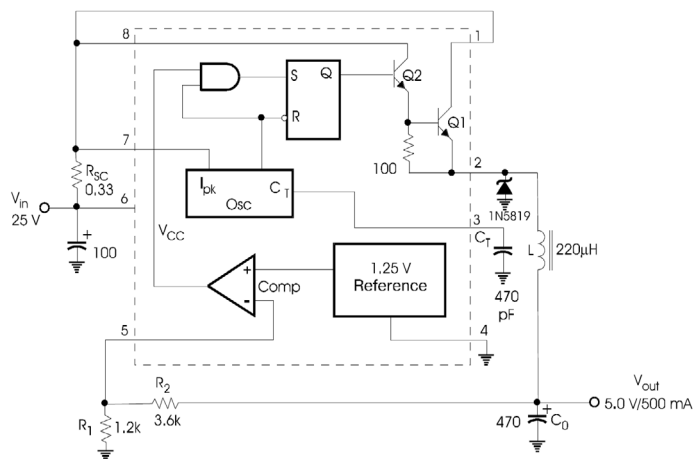 8
1
S
Q
Q2
R
Q1
100
7
2
R SC
0,33
I pk
C T
Osc
1N5819
V in
25 V
6
3
V CC
C T
L
220µH
+
100
+
-
Comp
1,25 V
Reference
470
pF
5
4
R 2
3.6k
V out
5.0 V/500 mA
R 1
1.2k
470
+
C 0